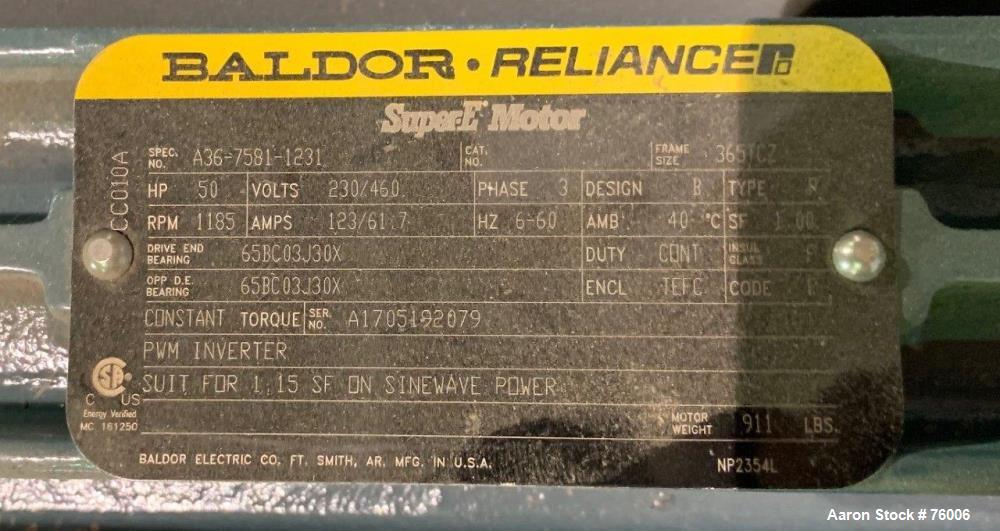 BALDOR • RELIANCE
Super-E Motor
CC010A
SPEC. NO. A36-7581-1231 CAT. NO. FRAME SIZE 365TCZ
HP 50 VOLTS 230/460 PHASE 3 DESIGN B TYPE P
RPM 1185 AMPS 123/61.7 HZ 6-60 AMB 40 °C SF 1.00
DRIVE END BEARING 65BC03J30X DUTY CONT INSUL CLASS F
OPP D.E. BEARING 65BC03J30X ENCL TEFC CODE
CONSTANT TORQUE SER. NO. A1705192079
PWM INVERTER
SUIT FOR 1.15 SF ON SINEWAVE POWER
SA
C US
Energy Verified
MC 161250
MOTOR WEIGHT 911 LBS.
BALDOR ELECTRIC CO. FT. SMITH, AR. MFG. IN U.S.A.
NP2354L
Aaron Stock # 76006